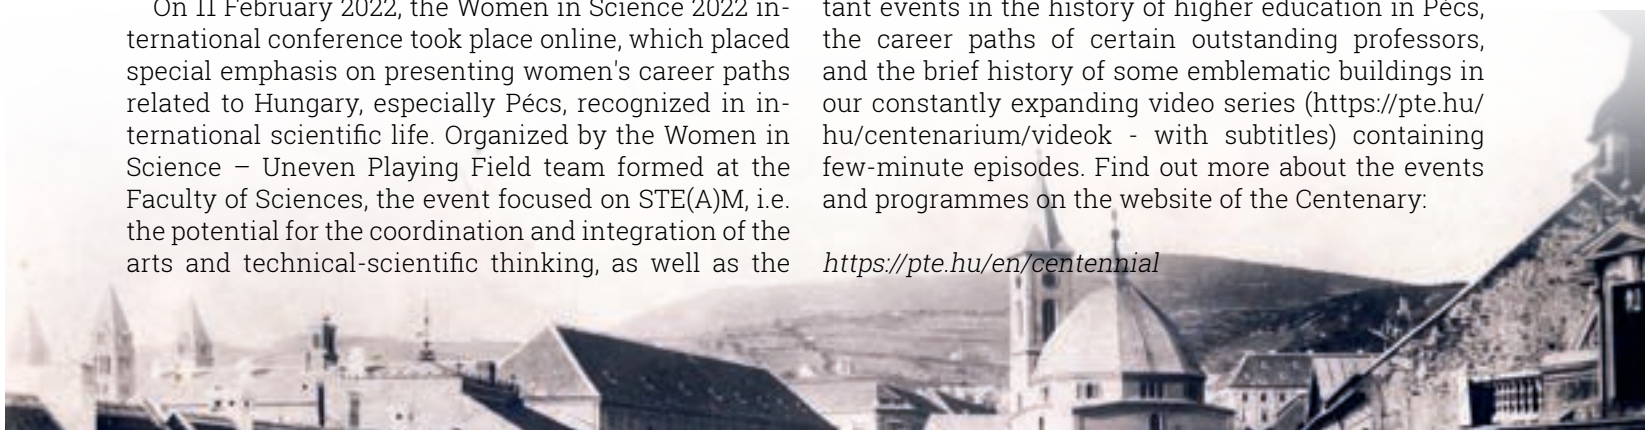 On 11 February 2022, the Women in Science 2022 in-
ternational conference took place online, which placed
special emphasis on presenting women's career paths
related to Hungary, especially Pécs, recognized in in-
ternational scientific life. Organized by the Women in
Science – Uneven Playing Field team formed at the
Faculty of Sciences, the event focused on STE(A)M, i.e.
the potential for the coordination and integration of the
arts and technical-scientific thinking, as well as the
tant events in the history of higher education in Pécs,
the career paths of certain outstanding professors,
and the brief history of some emblematic buildings in
our constantly expanding video series (https://pte.hu/
hu/centenarium/videok - with subtitles) containing
few-minute episodes. Find out more about the events
and programmes on the website of the Centenary:
https://pte.hu/en/centennial